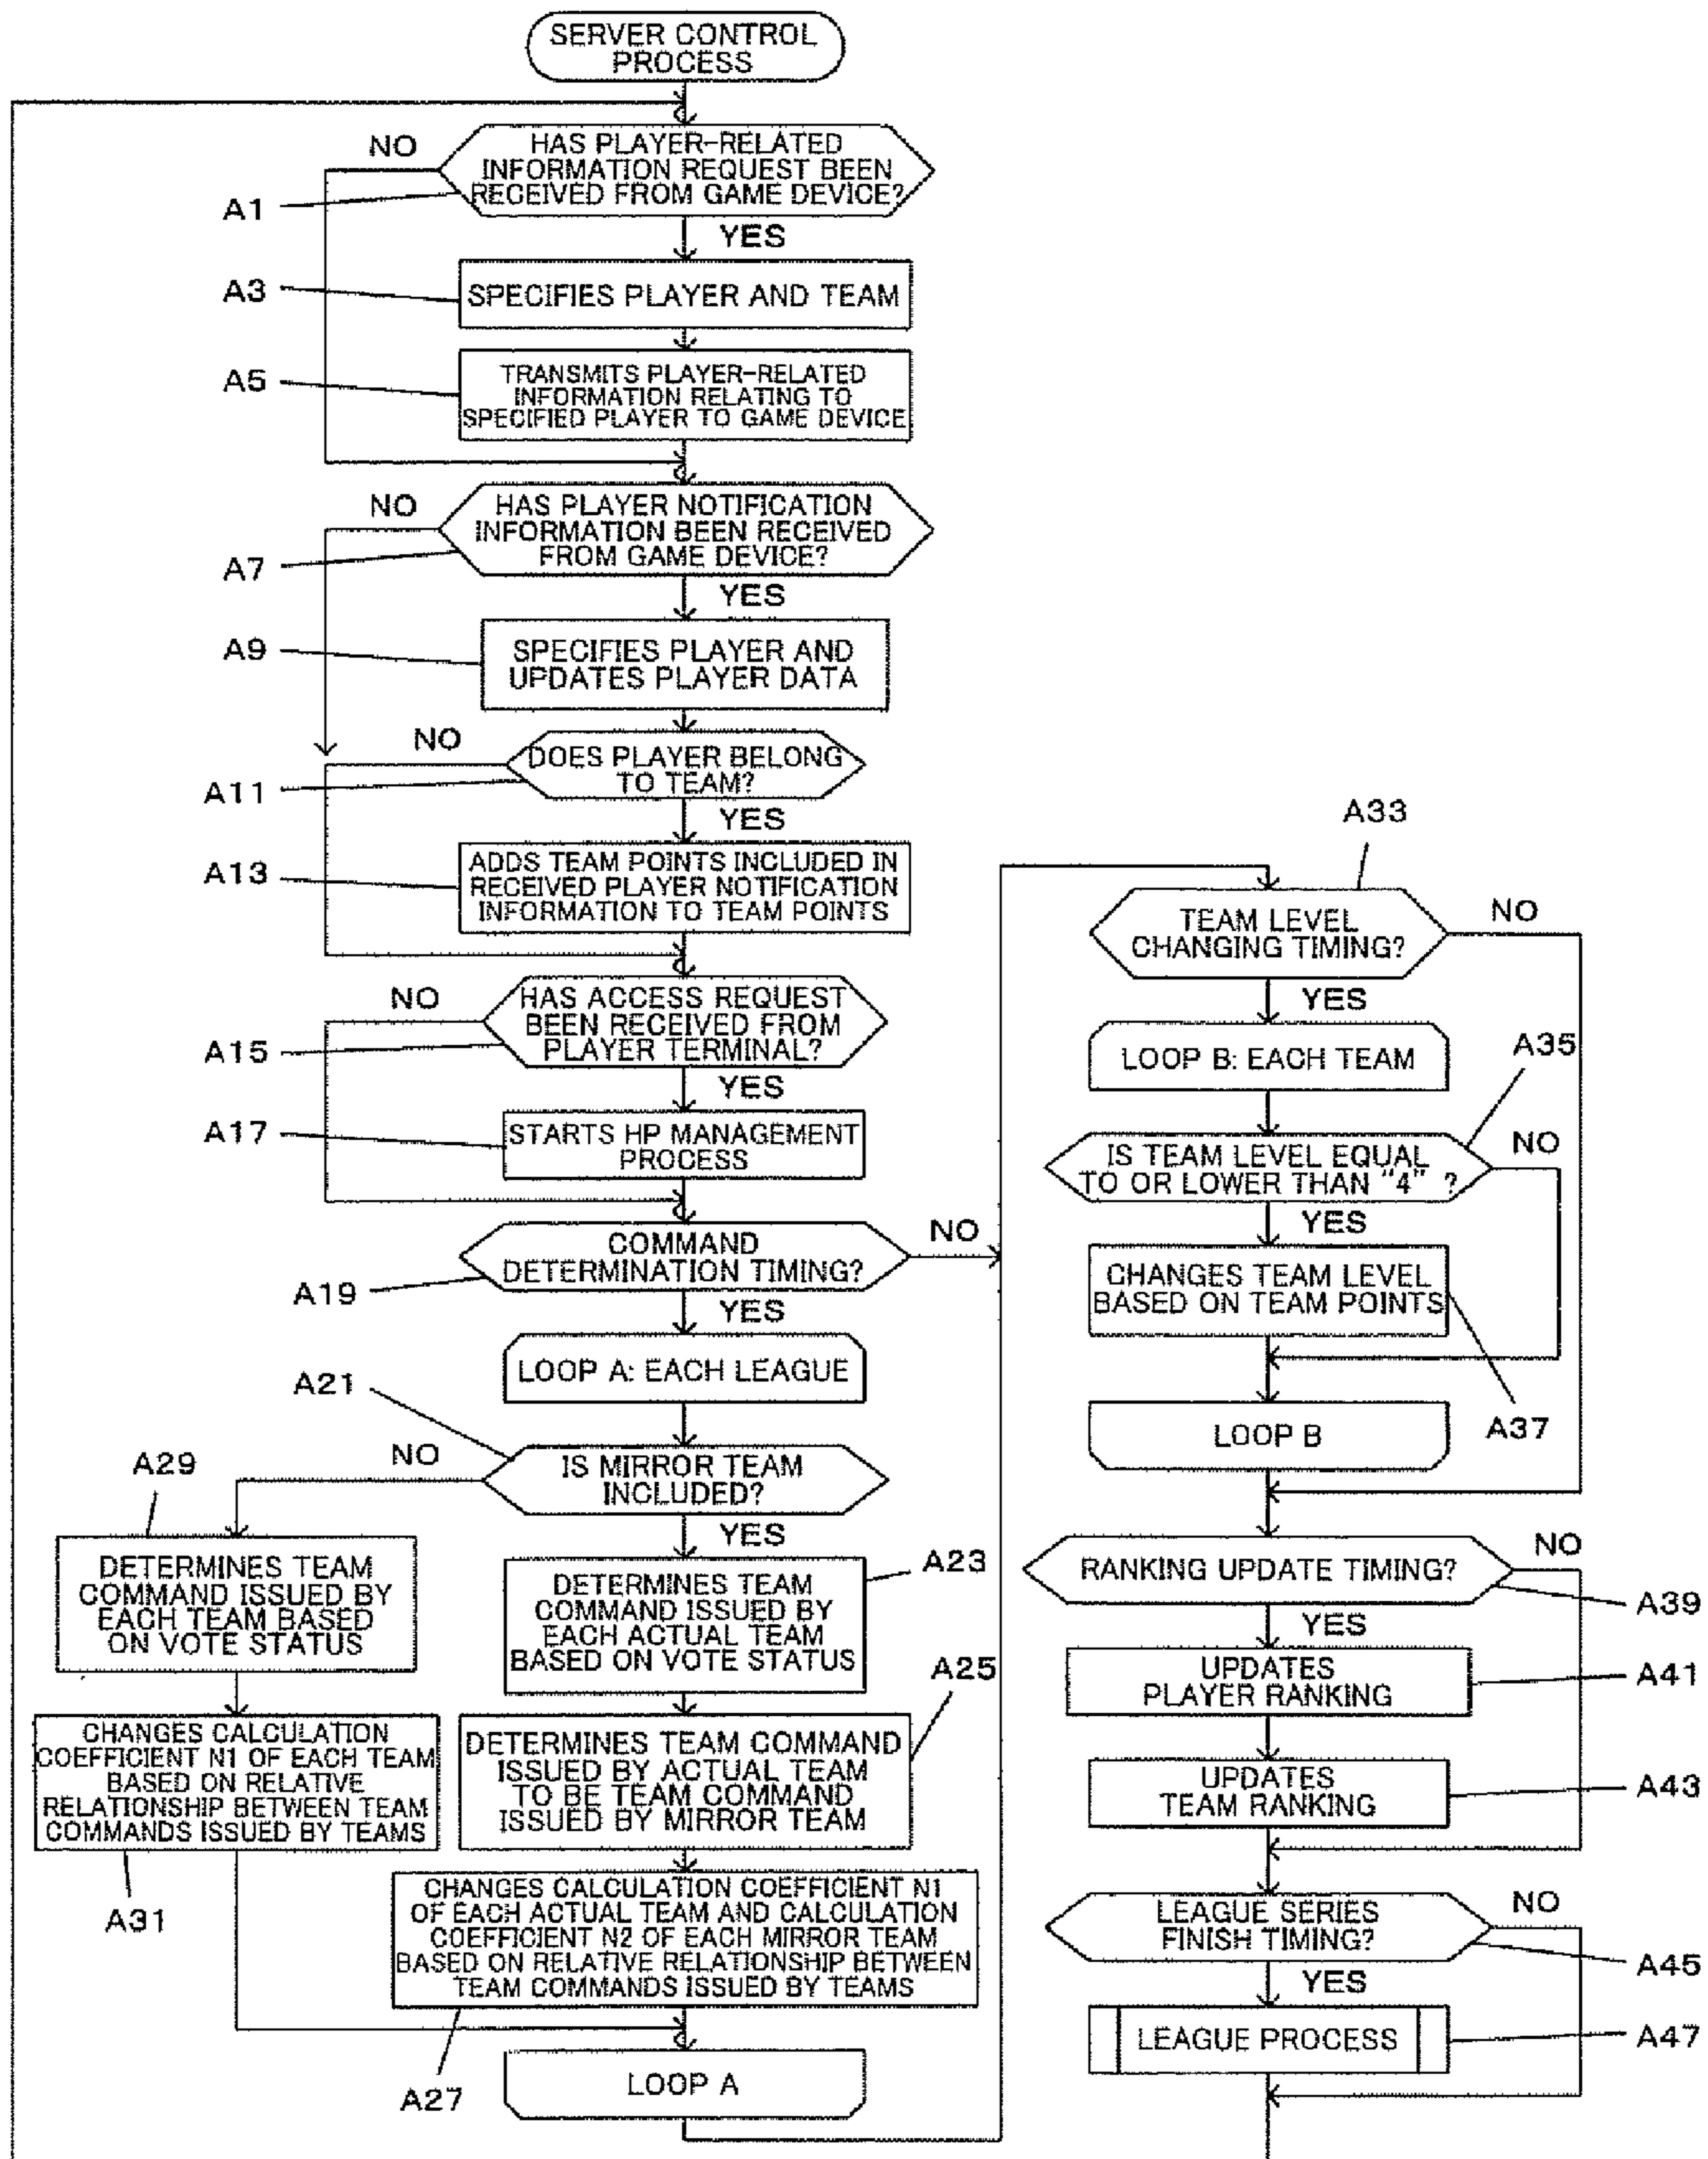 SERVER CONTROL
PROCESS
NO
HAS PLAYER-RELATED
INFORMATION REQUEST BEEN
RECEIVED FROM GAME DEVICE?
A1
YES
A3
SPECIFIES PLAYER AND TEAM
A5
TRANSMITS PLAYER-RELATED
INFORMATION RELATING TO
SPECIFIED PLAYER TO GAME DEVICE
NO
HAS PLAYER NOTIFICATION
INFORMATION BEEN RECEIVED
FROM GAME DEVICE?
A7
YES
A9
SPECIFIES PLAYER AND
UPDATES PLAYER DATA
NO
DOES PLAYER BELONG
TO TEAM?
A11
YES
A13
ADDS TEAM POINTS INCLUDED IN
RECEIVED PLAYER NOTIFICATION
INFORMATION TO TEAM POINTS
NO
HAS ACCESS REQUEST
BEEN RECEIVED FROM
PLAYER TERMINAL?
A15
YES
A17
STARTS HP MANAGEMENT
PROCESS
COMMAND
DETERMINATION TIMING?
NO
A19
YES
LOOP A: EACH LEAGUE
A21
NO
IS MIRROR TEAM
INCLUDED?
YES
A29
DETERMINES TEAM
COMMAND ISSUED BY
EACH TEAM BASED
ON VOTE STATUS
A23
DETERMINES TEAM
COMMAND ISSUED BY
EACH ACTUAL TEAM
BASED ON VOTE STATUS
A25
CHANGES CALCULATION
COEFFICIENT N1 OF EACH TEAM
BASED ON RELATIVE
RELATIONSHIP BETWEEN TEAM
COMMANDS ISSUED BY TEAMS
A31
DETERMINES TEAM COMMAND
ISSUED BY ACTUAL TEAM
TO BE TEAM COMMAND
ISSUED BY MIRROR TEAM
CHANGES CALCULATION COEFFICIENT N1
OF EACH ACTUAL TEAM AND CALCULATION
COEFFICIENT N2 OF EACH MIRROR TEAM
BASED ON RELATIVE RELATIONSHIP BETWEEN
TEAM COMMANDS ISSUED BY TEAMS
A27
LOOP A
A33
TEAM LEVEL
CHANGING TIMING?
NO
YES
LOOP B: EACH TEAM
A35
IS TEAM LEVEL EQUAL
TO OR LOWER THAN "4" ?
NO
YES
CHANGES TEAM LEVEL
BASED ON TEAM POINTS
A37
LOOP B
RANKING UPDATE TIMING?
NO
A39
YES
UPDATES
PLAYER RANKING
A41
UPDATES
TEAM RANKING
A43
LEAGUE SERIES
FINISH TIMING?
NO
A45
YES
LEAGUE PROCESS
A47